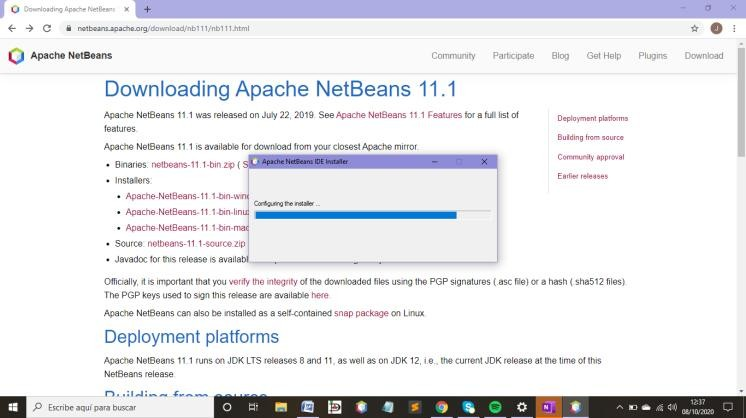 Downloading Apache NetBeans
netbeans.apache.org/download/nb111/nb111.html
J
Apache NetBeans
Community Participate Blog Get Help Plugins Download
Downloading Apache NetBeans 11.1
Apache NetBeans 11.1 was released on July 22, 2019. See Apache NetBeans 11.1 Features for a full list of
features.
Apache NetBeans 11.1 is available for download from your closest Apache mirror.
Binaries: netbeans-11.1-bin.zip (
Installers:
Apache-NetBeans-11.1-bin-wind
Apache-NetBeans-11.1-bin-linu
Apache-NetBeans-11.1-bin-mac
Source: netbeans-11.1-source.zip
Javadoc for this release is availabl
Deployment platforms
Building from source
Community approval
Earlier releases
Apache NetBeans IDE Installer
Configuring the installer ...
Officially, it is important that you verify the integrity of the downloaded files using the PGP signatures (.asc file) or a hash (.sha512 files).
The PGP keys used to sign this release are available here.
Apache NetBeans can also be installed as a self-contained snap package on Linux.
Deployment platforms
Apache NetBeans 11.1 runs on JDK LTS releases 8 and 11, as well as on JDK 12, i.e., the current JDK release at the time of this
NetBeans release.
Building from source
Escribe aquí para buscar
12:37
08/10/2020